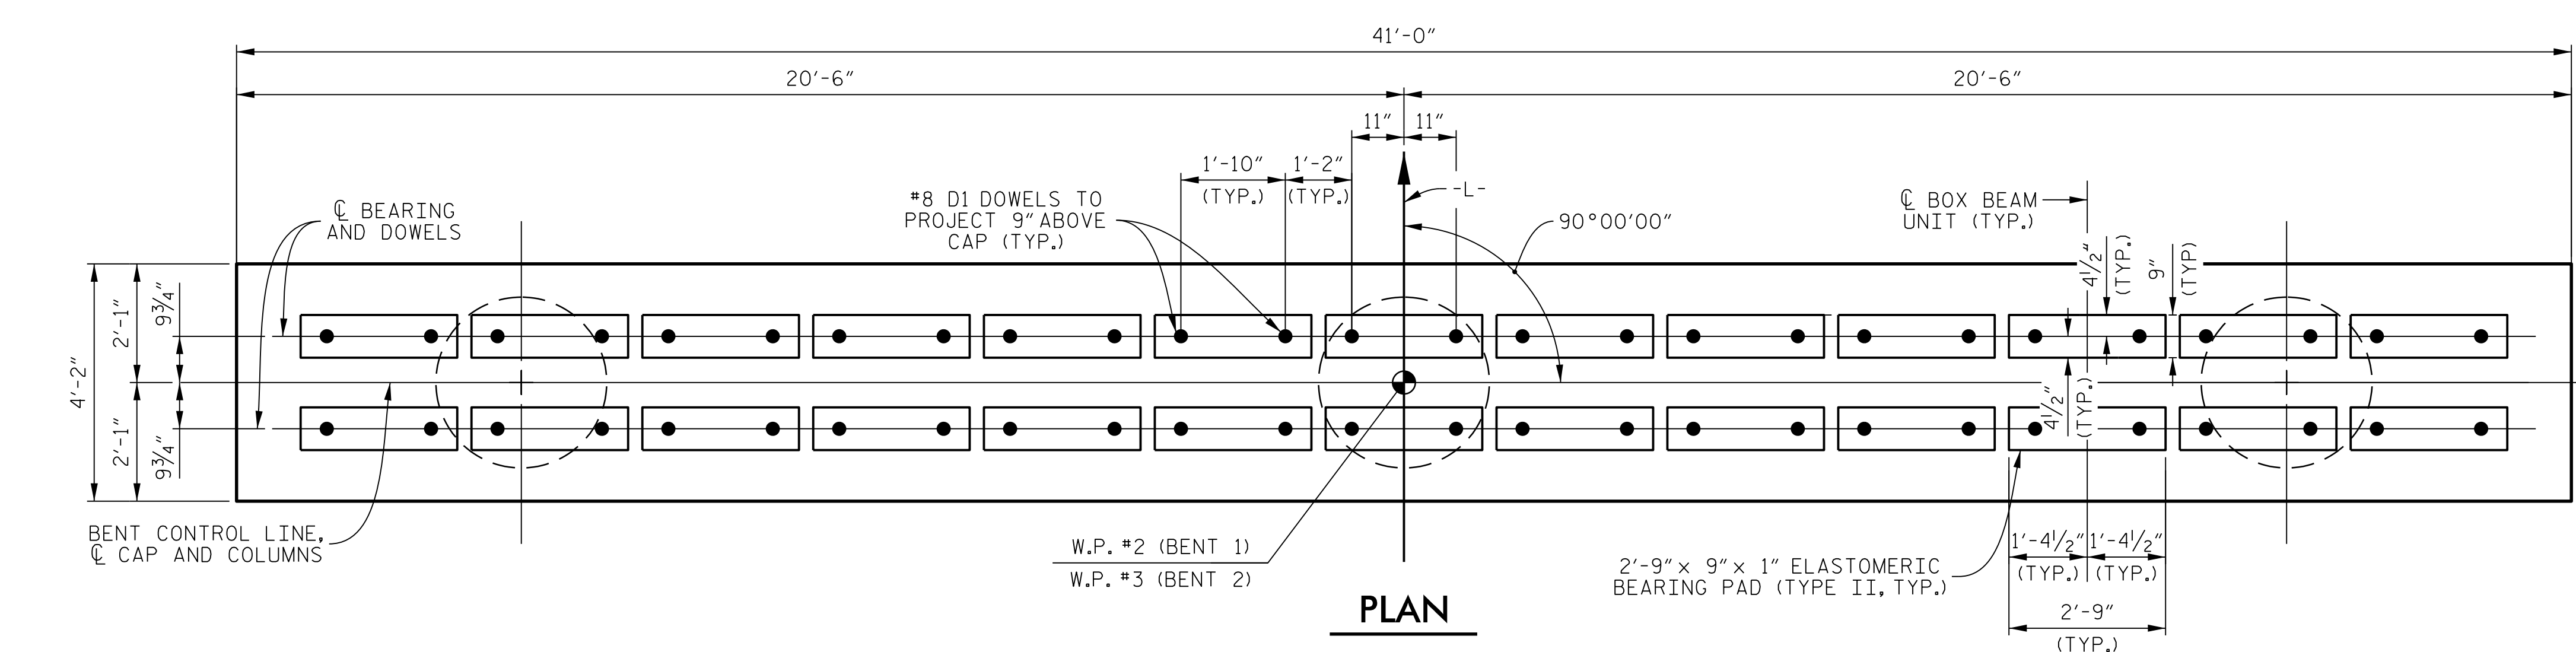 41'-0"
20'-6"
20'-6"
11"
11"
1'-10"
(TYP.)
1'-2"
(TYP.)
#8 D1 DOWELS TO
PROJECT 9" ABOVE
CAP (TYP.)
-L-
90°00'00"
℄ BOX BEAM
UNIT (TYP.)
℄ BEARING
AND DOWELS
4½"
(TYP.)
9"
(TYP)
4'-2"
2'-1"
9¾"
2'-1"
9¾"
4½"
(TYP.)
BENT CONTROL LINE,
℄ CAP AND COLUMNS
W.P. #2 (BENT 1)
W.P. #3 (BENT 2)
2'-9" x 9" x 1" ELASTOMERIC
BEARING PAD (TYPE II, TYP.)
1'-4½"
(TYP.)
1'-4½"
(TYP.)
2'-9"
(TYP.)
PLAN